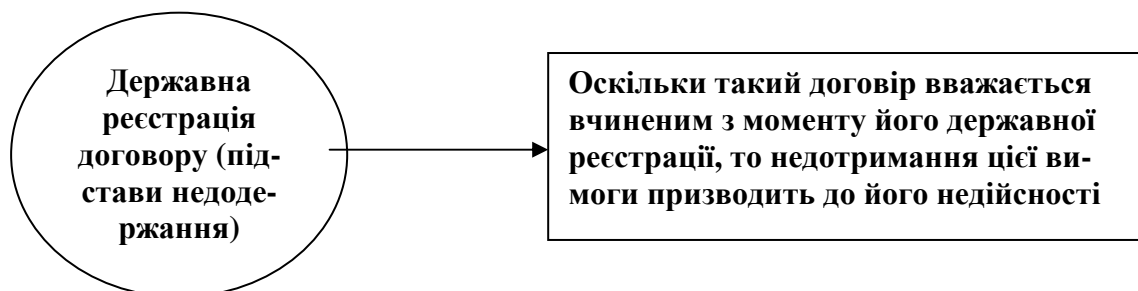 Державна
реєстрація
договору (під-
стави недоде-
ржання)
Оскільки такий договір вважається
вчиненим з моменту його державної
реєстрації, то недотримання цієї ви-
моги призводить до його недійсності